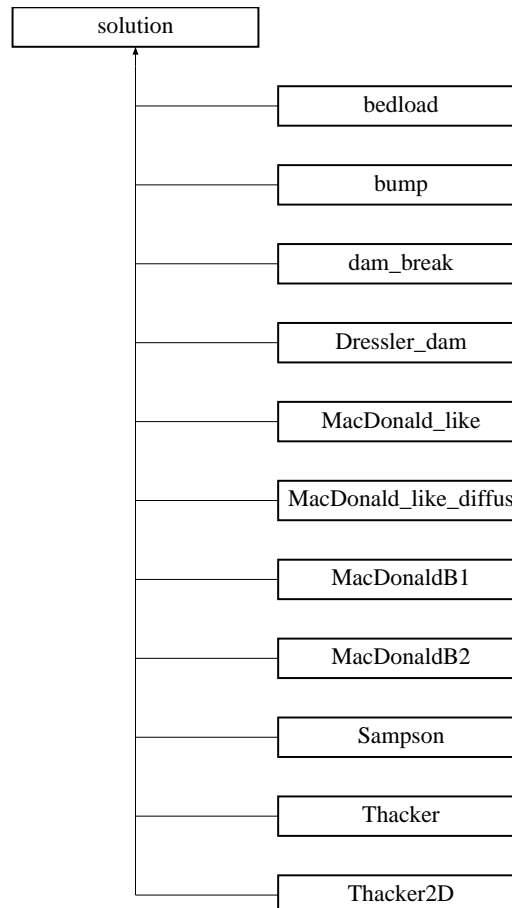 solution
bedload
bump
dam_break
Dressler_dam
MacDonald_like
MacDonald_like_diffus
MacDonaldB1
MacDonaldB2
Sampson
Thacker
Thacker2D